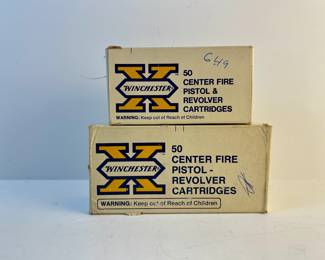 649
50
CENTER FIRE
PISTOL &
REVOLVER
CARTRIDGES
WINCHESTER
WARNING: Keep out of Reach of Children
50
CENTER FIRE
PISTOL -
REVOLVER
CARTRIDGES
WINCHESTER
WARNING: Keep out of Reach of Children